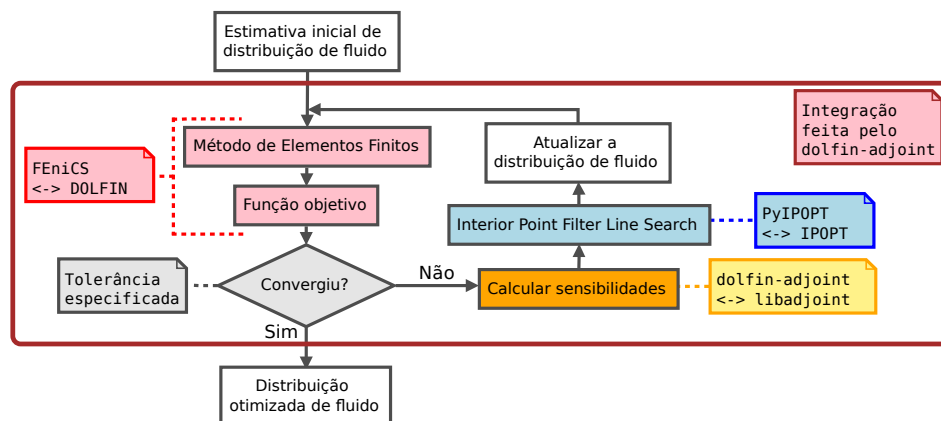 Estimativa inicial de
distribuição de fluido
Integração
feita pelo
dolfin-adjoint
Método de Elementos Finitos
Atualizar a
distribuição de fluido
FEniCS
<-> DOLFIN
Função objetivo
Interior Point Filter Line Search
PyIPOPT
<-> IPOPT
Tolerância
especificada
Convergiu?
Não
Calcular sensibilidades
dolfin-adjoint
<-> libadjoint
Sim
Distribuição
otimizada de fluido